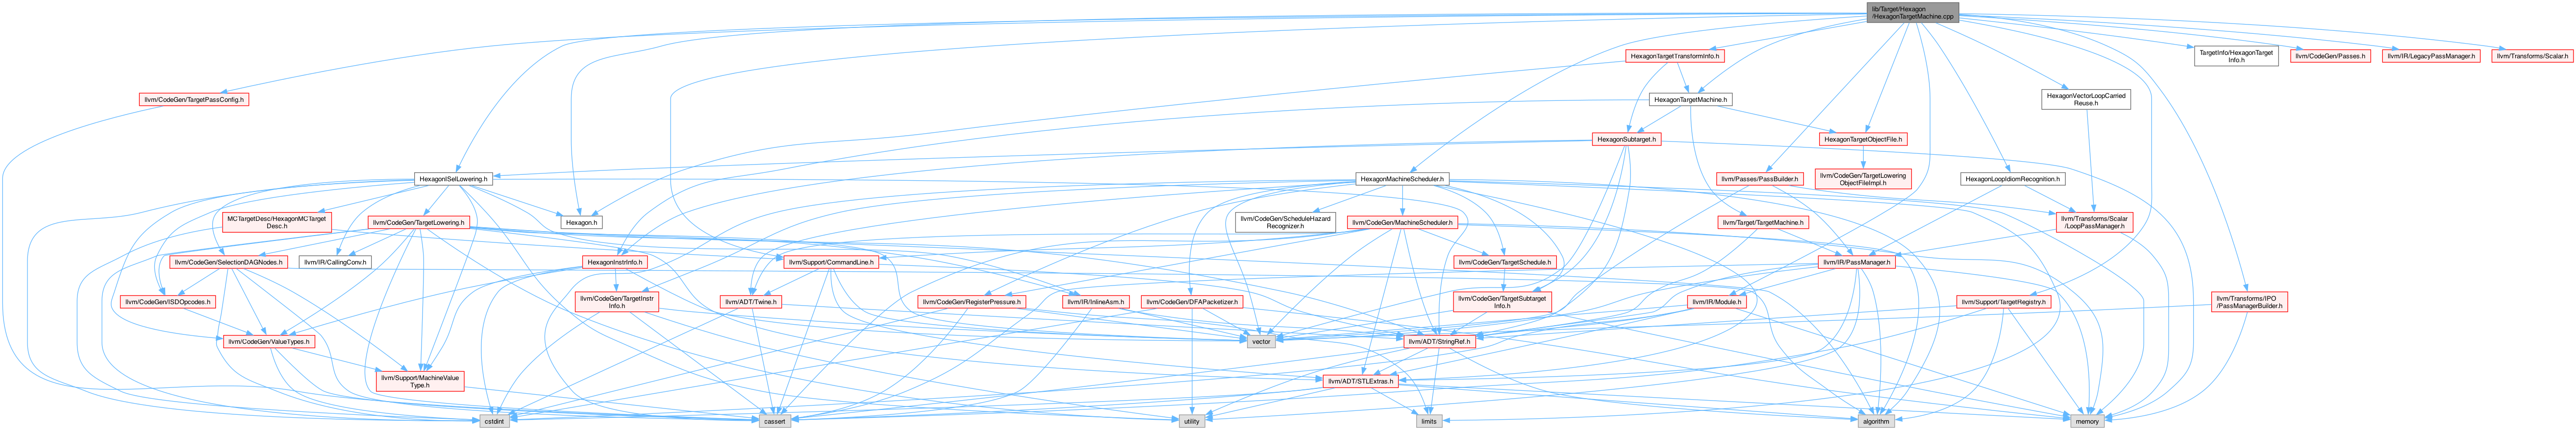 lib/Target/Hexagon
/HexagonTargetMachine.cpp
HexagonTargetTransformInfo.h
TargetInfo/HexagonTarget
Info.h
llvm/CodeGen/Passes.h
llvm/IR/LegacyPassManager.h
llvm/Transforms/Scalar.h
llvm/CodeGen/TargetPassConfig.h
HexagonTargetMachine.h
HexagonVectorLoopCarried
Reuse.h
HexagonSubtarget.h
HexagonTargetObjectFile.h
HexagonISelLowering.h
HexagonMachineScheduler.h
llvm/Passes/PassBuilder.h
llvm/CodeGen/TargetLowering
ObjectFileImpl.h
HexagonLoopIdiomRecognition.h
MCTargetDesc/HexagonMCTarget
Desc.h
llvm/CodeGen/TargetLowering.h
Hexagon.h
llvm/CodeGen/ScheduleHazard
Recognizer.h
llvm/CodeGen/MachineScheduler.h
llvm/Target/TargetMachine.h
llvm/Transforms/Scalar
/LoopPassManager.h
llvm/CodeGen/SelectionDAGNodes.h
llvm/IR/CallingConv.h
HexagonInstrInfo.h
llvm/Support/CommandLine.h
llvm/CodeGen/TargetSchedule.h
llvm/IR/PassManager.h
llvm/CodeGen/ISDOpcodes.h
llvm/CodeGen/TargetInstr
Info.h
llvm/ADT/Twine.h
llvm/CodeGen/RegisterPressure.h
llvm/IR/InlineAsm.h
llvm/CodeGen/DFAPacketizer.h
llvm/CodeGen/TargetSubtarget
Info.h
llvm/IR/Module.h
llvm/Support/TargetRegistry.h
llvm/Transforms/IPO
/PassManagerBuilder.h
llvm/CodeGen/ValueTypes.h
vector
llvm/ADT/StringRef.h
llvm/Support/MachineValue
Type.h
llvm/ADT/STLExtras.h
cstdint
cassert
utility
limits
algorithm
memory